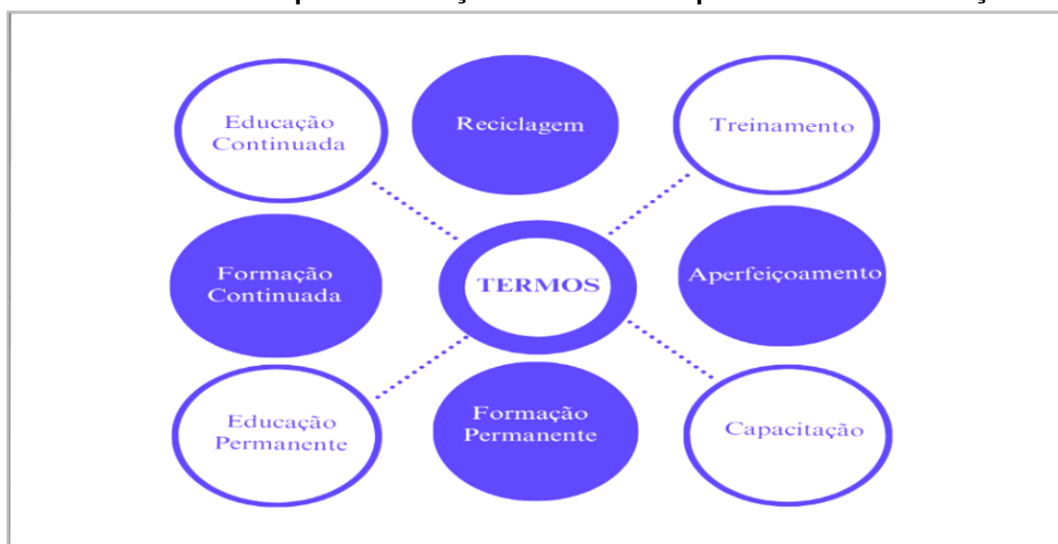 Educação
Continuada
Reciclagem
Treinamento
Formação
Continuada
TERMOS
Aperfeiçoamento
Educação
Permanente
Formação
Permanente
Capacitação